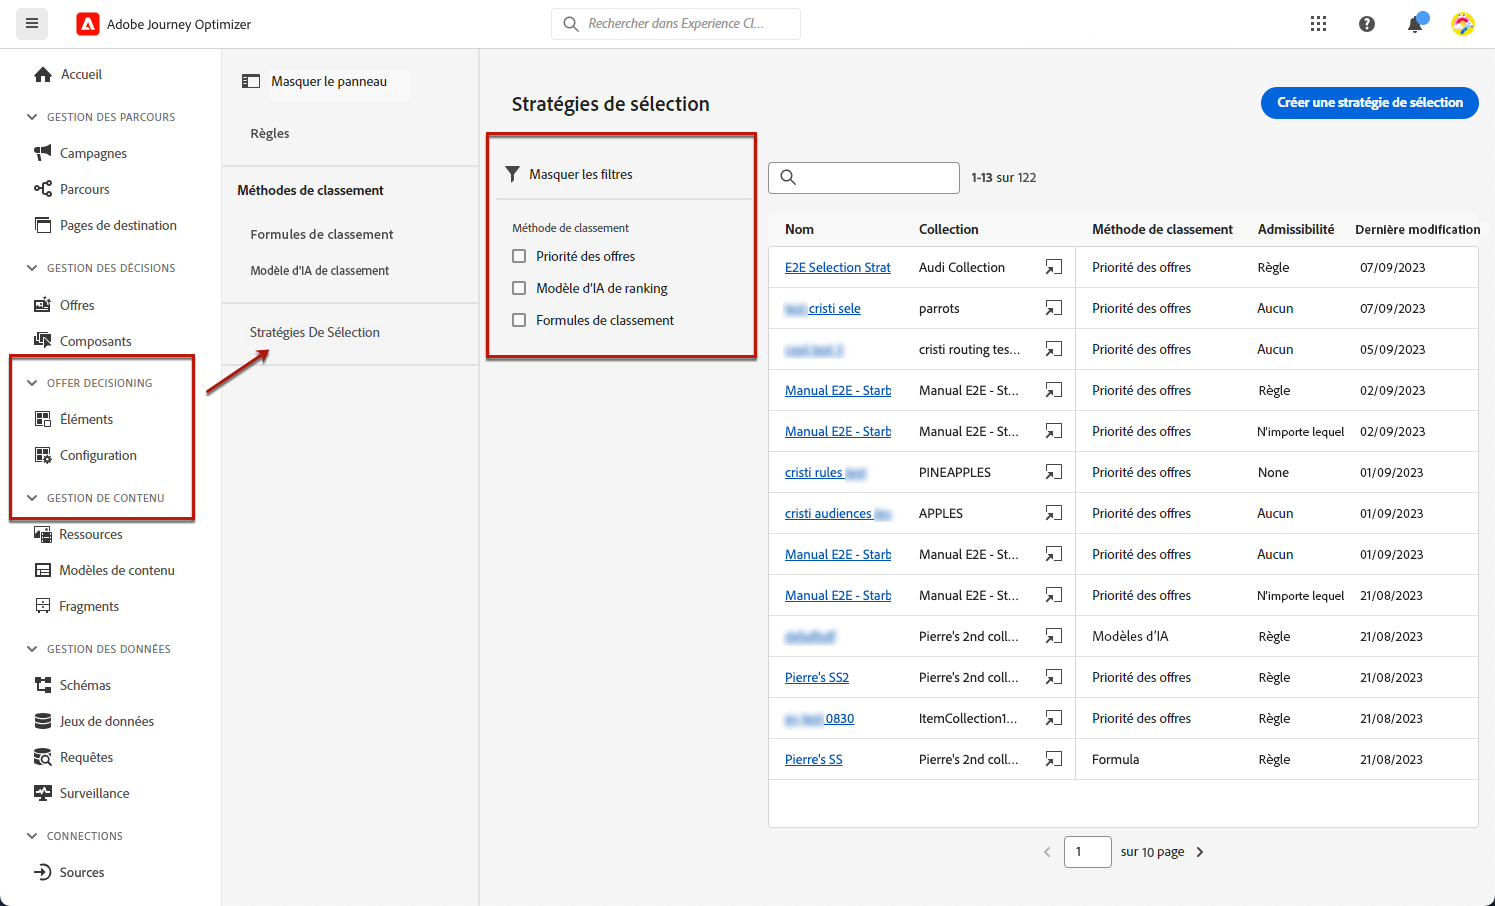 Adobe Journey Optimizer
Rechercher dans Experience Cl...
Accueil
GESTION DES PARCOURS
Campagnes
Parcours
Pages de destination
GESTION DES DÉCISIONS
Offres
Composants
OFFER DECISIONING
Éléments
Configuration
GESTION DE CONTENU
Ressources
Modèles de contenu
Fragments
GESTION DES DONNÉES
Schémas
Jeux de données
Requêtes
Surveillance
CONNECTIONS
Sources
Masquer le panneau
Règles
Méthodes de classement
Formules de classement
Modèle d'IA de classement
Stratégies De Sélection
Stratégies de sélection
Créer une stratégie de sélection
Masquer les filtres
Méthode de classement
Priorité des offres
Modèle d'IA de ranking
Formules de classement
1-13 sur 122
Nom Collection Méthode de classement Admissibilité Dernière modification
E2E Selection Strat Audi Collection Priorité des offres Règle 07/09/2023
cristi sele parrots Priorité des offres Aucun 07/09/2023
cristi routing tes... Priorité des offres Aucun 05/09/2023
Manual E2E - Starb Manual E2E - St... Priorité des offres Règle 02/09/2023
Manual E2E - Starb Manual E2E - St... Priorité des offres N'importe lequel 02/09/2023
cristi rules PINEAPPLES Priorité des offres None 01/09/2023
cristi audiences APPLES Priorité des offres Aucun 01/09/2023
Manual E2E - Starb Manual E2E - St... Priorité des offres Aucun 01/09/2023
Manual E2E - Starb Manual E2E - St... Priorité des offres N'importe lequel 21/08/2023
Pierre's 2nd coll... Modèles d'IA Règle 21/08/2023
Pierre's SS2 Pierre's 2nd coll... Priorité des offres Règle 21/08/2023
0830 ItemCollection1... Priorité des offres Règle 21/08/2023
Pierre's SS Pierre's 2nd coll... Formula Règle 21/08/2023
1 sur 10 page